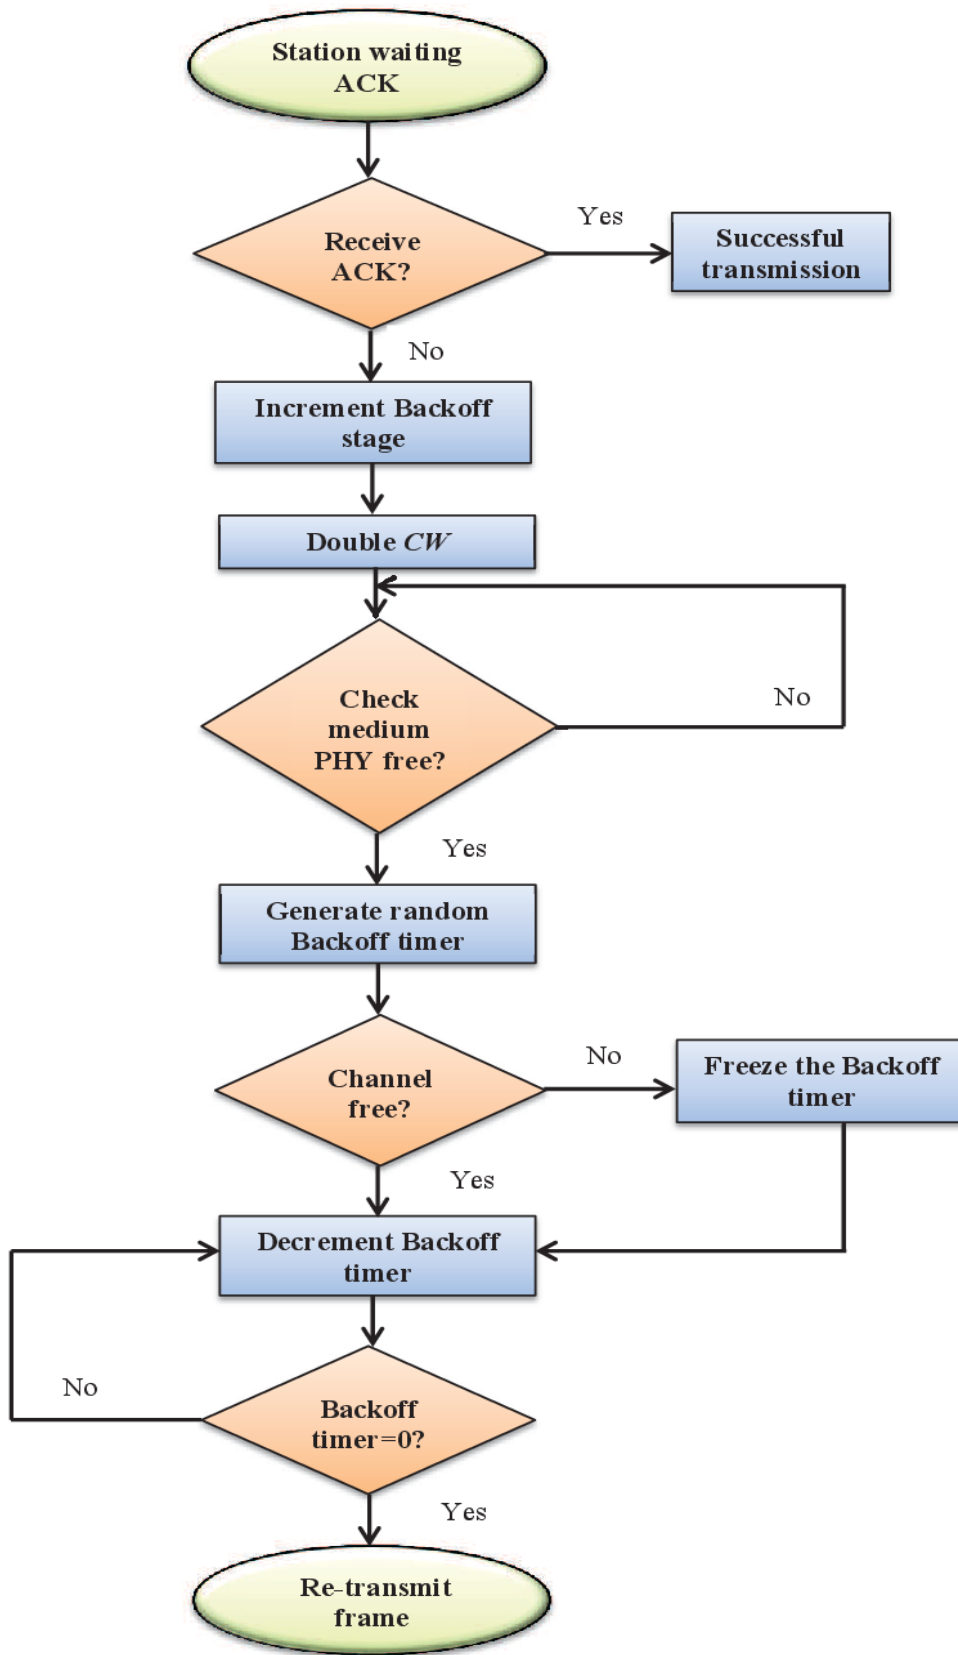 Station waiting
ACK
Receive
ACK?
Yes
Successful
transmission
No
Increment Backoff
stage
Double CW
Check
medium
PHY free?
No
Yes
Generate random
Backoff timer
Channel
free?
No
Freeze the Backoff
timer
Yes
Decrement Backoff
timer
No
Backoff
timer=0?
Yes
Re-transmit
frame